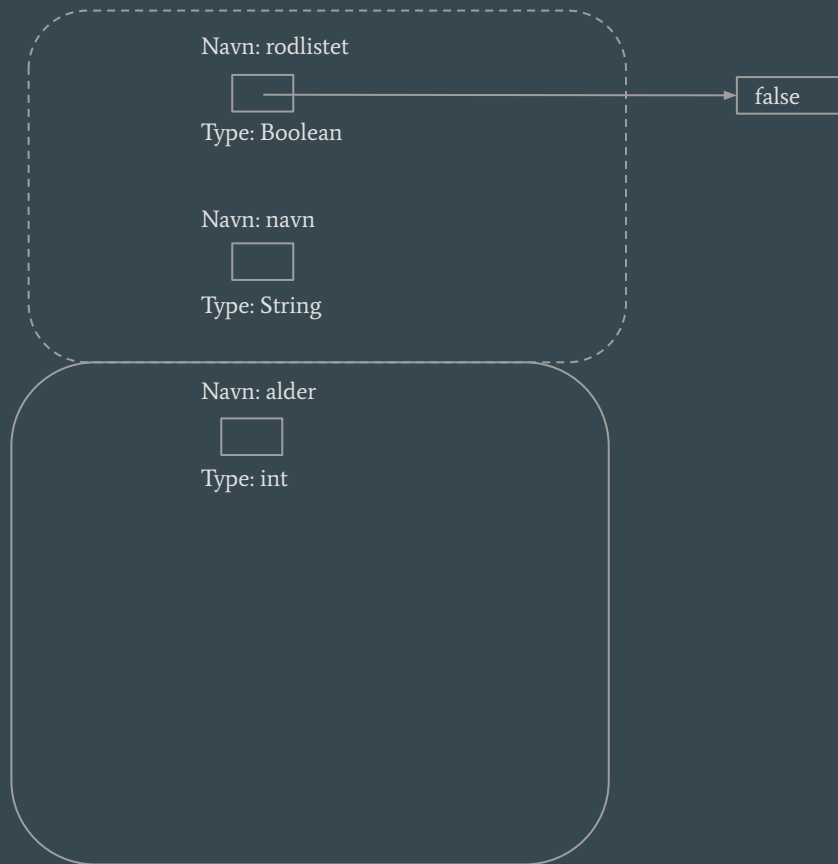 Navn: rodlistet
false
Type: Boolean
Navn: navn
Type: String
Navn: alder
Type: int